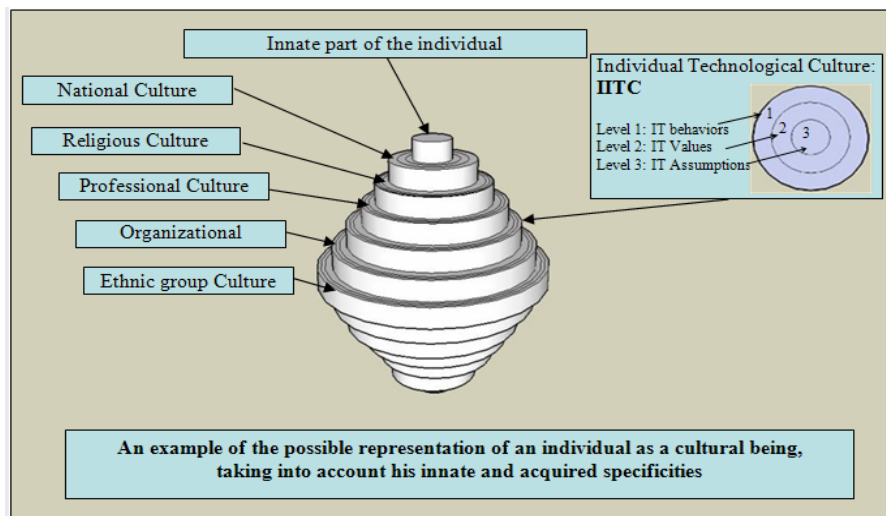 Innate part of the individual
National Culture
Religious Culture
Professional Culture
Organizational
Ethnic group Culture
Individual Technological Culture:
IITC
Level 1: IT behaviors
Level 2: IT Values
Level 3: IT Assumptions
1
2
3
An example of the possible representation of an individual as a cultural being,
taking into account his innate and acquired specificities